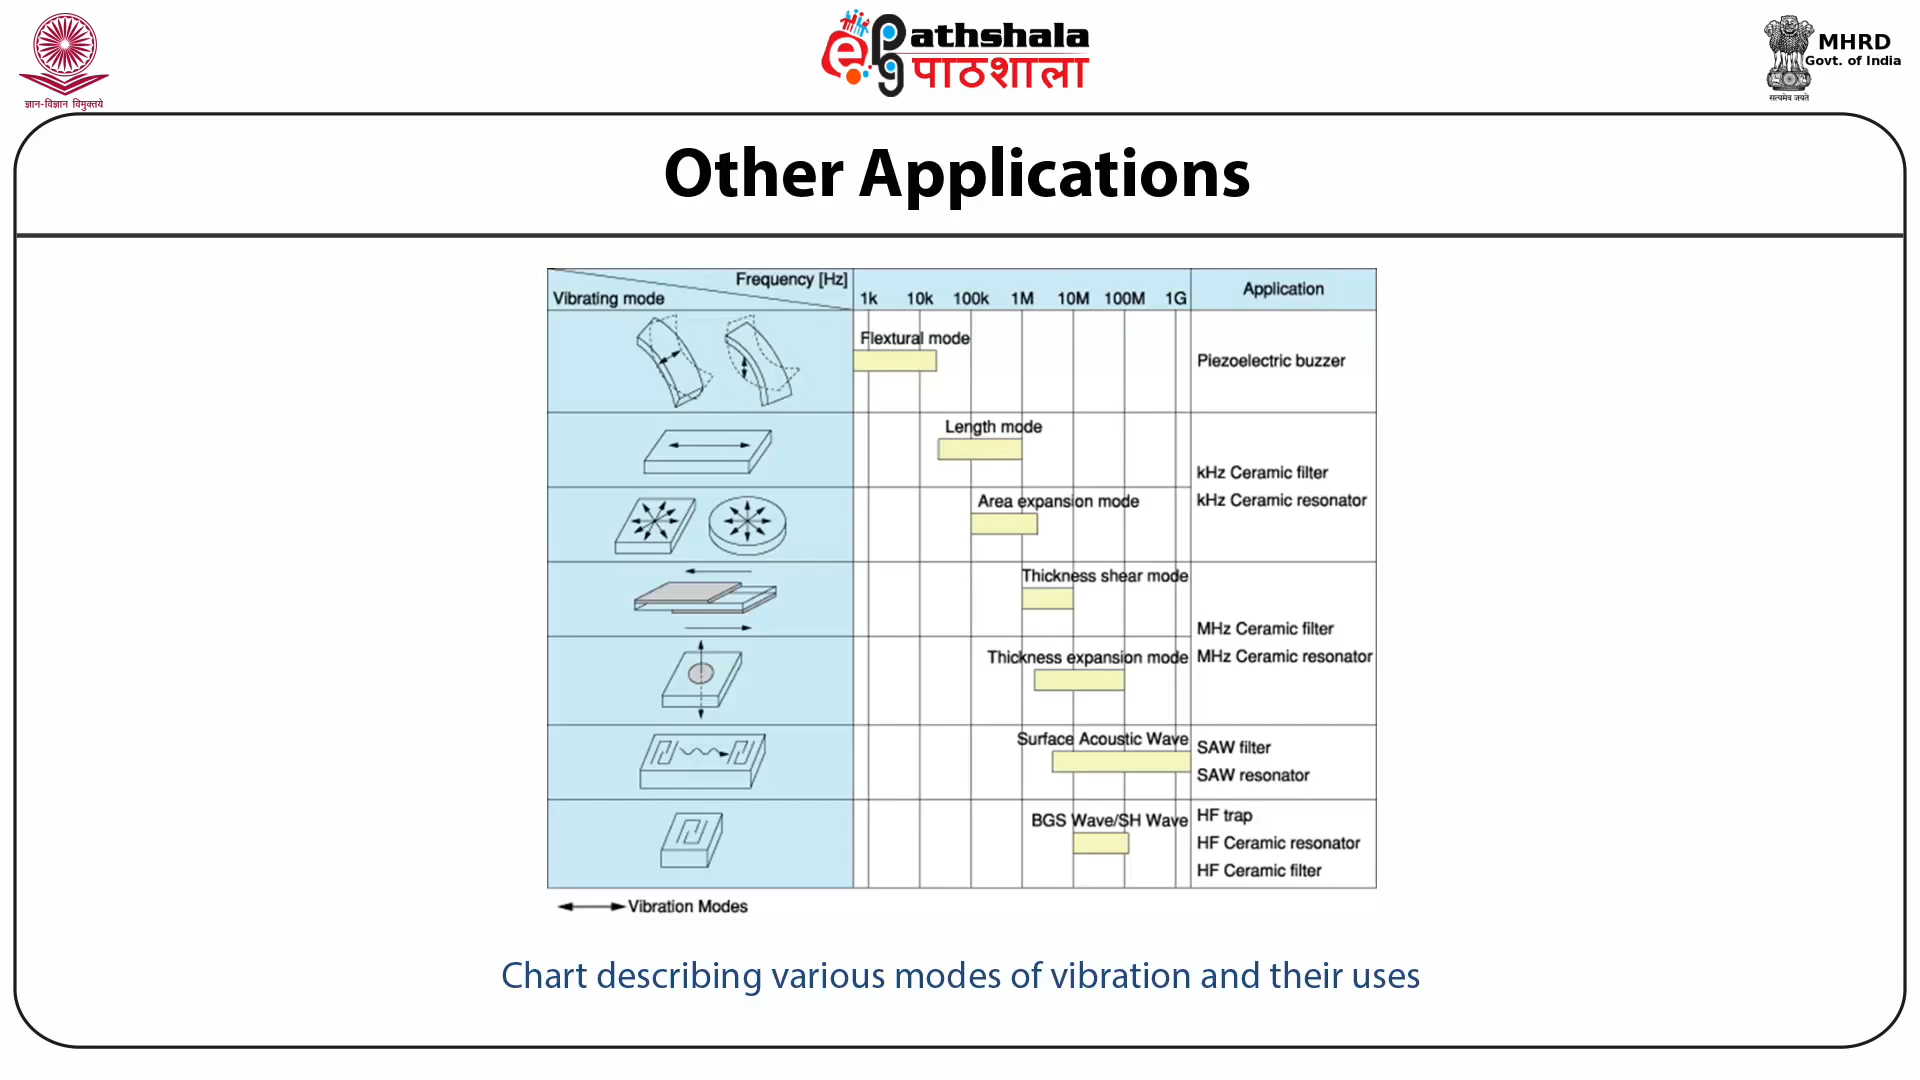 ज्ञान-विज्ञान विमुक्तये
ePathshala
पाठशाला
MHRD
Govt. of India
सत्यमेव जयते
Other Applications
Frequency [Hz]
Vibrating mode
1k 10k 100k 1M 10M 100M 1G
Application
Flextural mode
Piezoelectric buzzer
Length mode
kHz Ceramic filter
kHz Ceramic resonator
Area expansion mode
Thickness shear mode
MHz Ceramic filter
MHz Ceramic resonator
Thickness expansion mode
Surface Acoustic Wave
SAW filter
SAW resonator
BGS Wave/SH Wave
HF trap
HF Ceramic resonator
HF Ceramic filter
Vibration Modes
Chart describing various modes of vibration and their uses